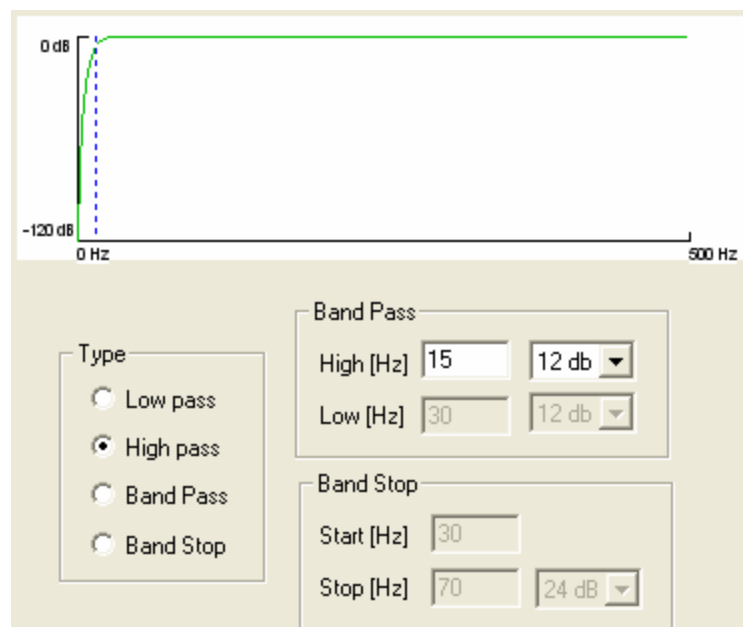 0 dB
-120 dB
0 Hz
500 Hz
Type
Low pass
High pass
Band Pass
Band Stop
Band Pass
High [Hz] 15 12 db
Low [Hz] 30 12 db
Band Stop
Start [Hz] 30
Stop [Hz] 70 24 dB